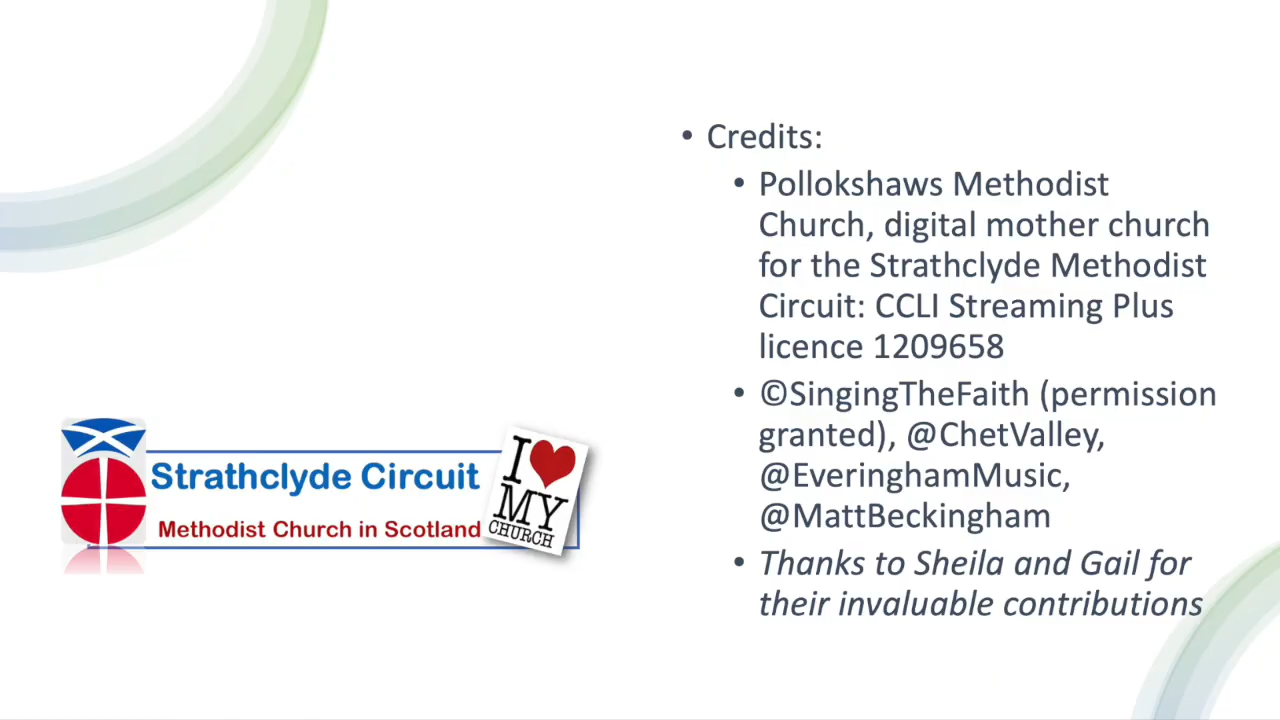 • Credits:
• Pollokshaws Methodist
Church, digital mother church
for the Strathclyde Methodist
Circuit: CCLI Streaming Plus
licence 1209658
• ©SingingTheFaith (permission
granted), @ChetValley,
@EveringhamMusic,
@MattBeckingham
• Thanks to Sheila and Gail for
their invaluable contributions
Strathclyde Circuit
Methodist Church in Scotland
I ❤
MY
CHURCH